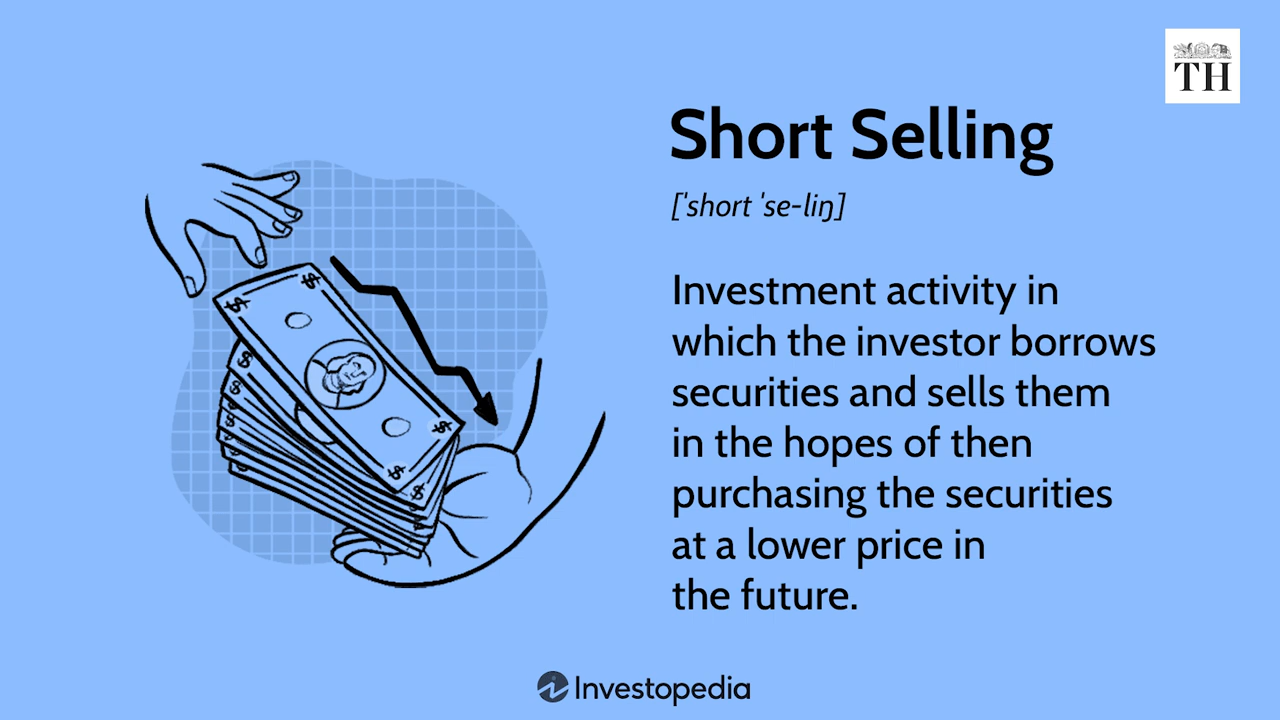 TH
Short Selling
['short 'se-liŋ]
Investment activity in
which the investor borrows
securities and sells them
in the hopes of then
purchasing the securities
at a lower price in
the future.
$ $
$ $
$
$
$
$
Investopedia